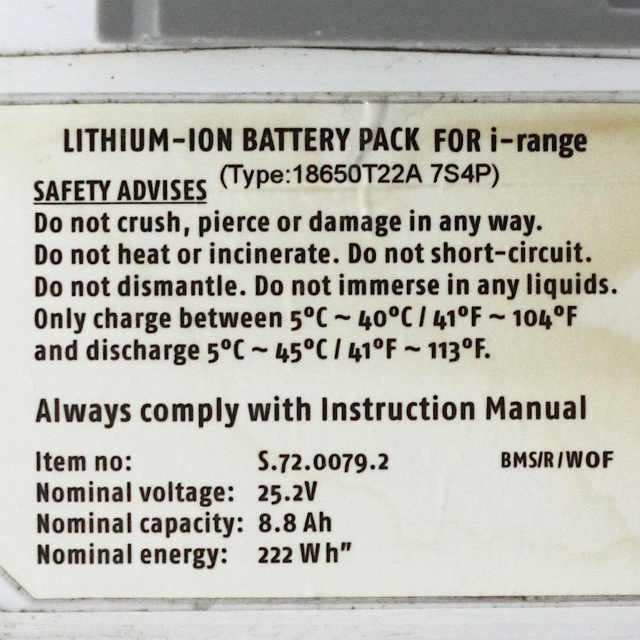 LITHIUM-ION BATTERY PACK FOR i-range
(Type:18650T22A 7S4P)
SAFETY ADVISES
Do not crush, pierce or damage in any way.
Do not heat or incinerate. Do not short-circuit.
Do not dismantle. Do not immerse in any liquids.
Only charge between 5°C ~ 40°C / 41°F ~ 104°F
and discharge 5°C ~ 45°C / 41°F ~ 113°F.
Always comply with Instruction Manual
Item no: S.72.0079.2 BMS/R/WOF
Nominal voltage: 25.2V
Nominal capacity: 8.8 Ah
Nominal energy: 222 Wh”